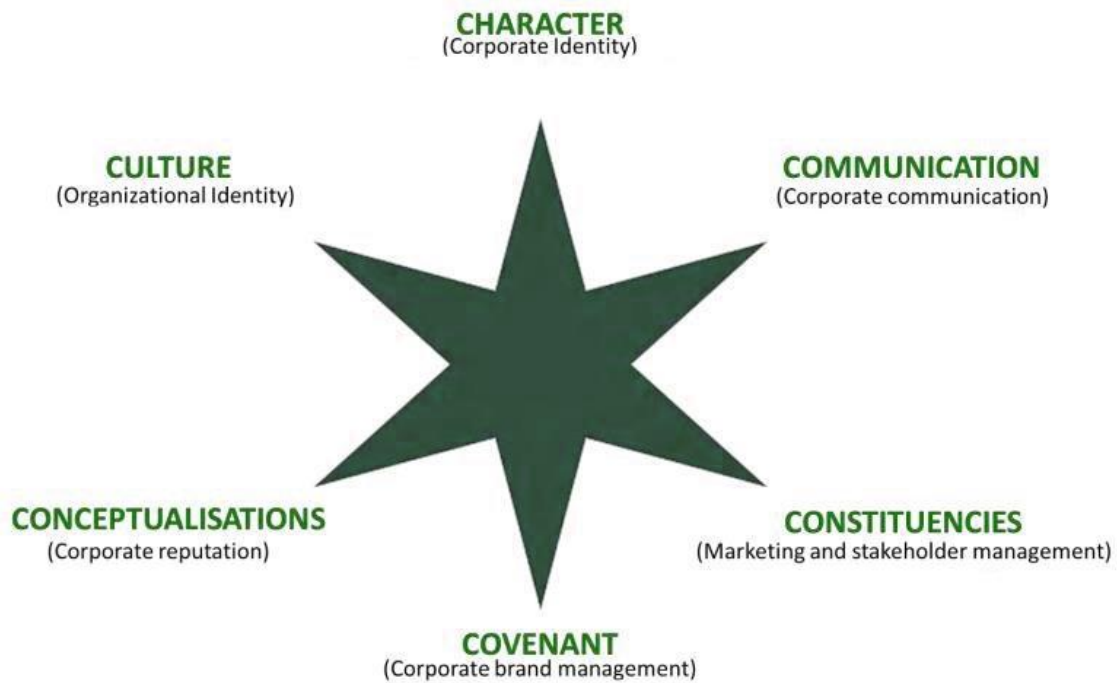 CHARACTER
(Corporate Identity)
CULTURE
(Organizational Identity)
COMMUNICATION
(Corporate communication)
CONCEPTUALISATIONS
(Corporate reputation)
CONSTITUENCIES
(Marketing and stakeholder management)
COVENANT
(Corporate brand management)